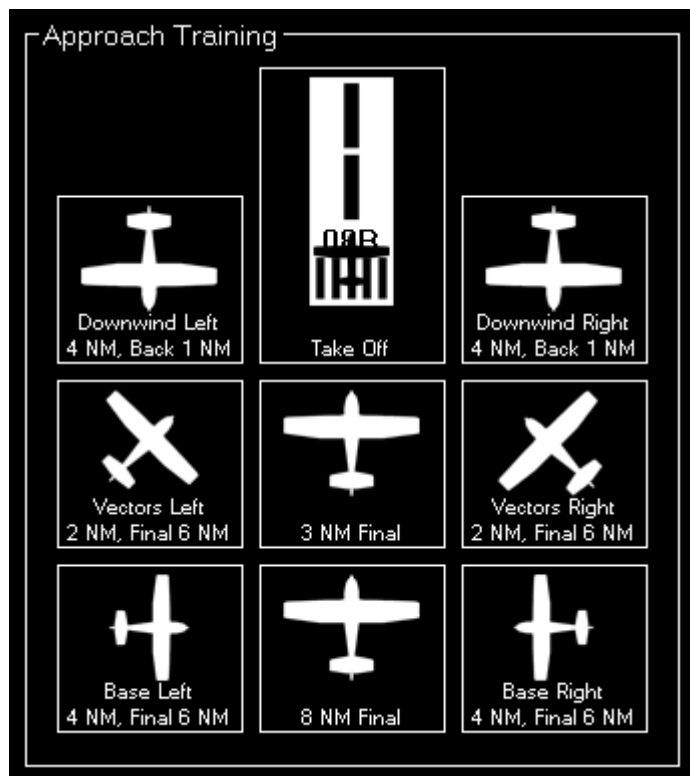 Approach Training
Downwind Left
4 NM, Back 1 NM
Take Off
Downwind Right
4 NM, Back 1 NM
Vectors Left
2 NM, Final 6 NM
3 NM Final
Vectors Right
2 NM, Final 6 NM
Base Left
4 NM, Final 6 NM
8 NM Final
Base Right
4 NM, Final 6 NM